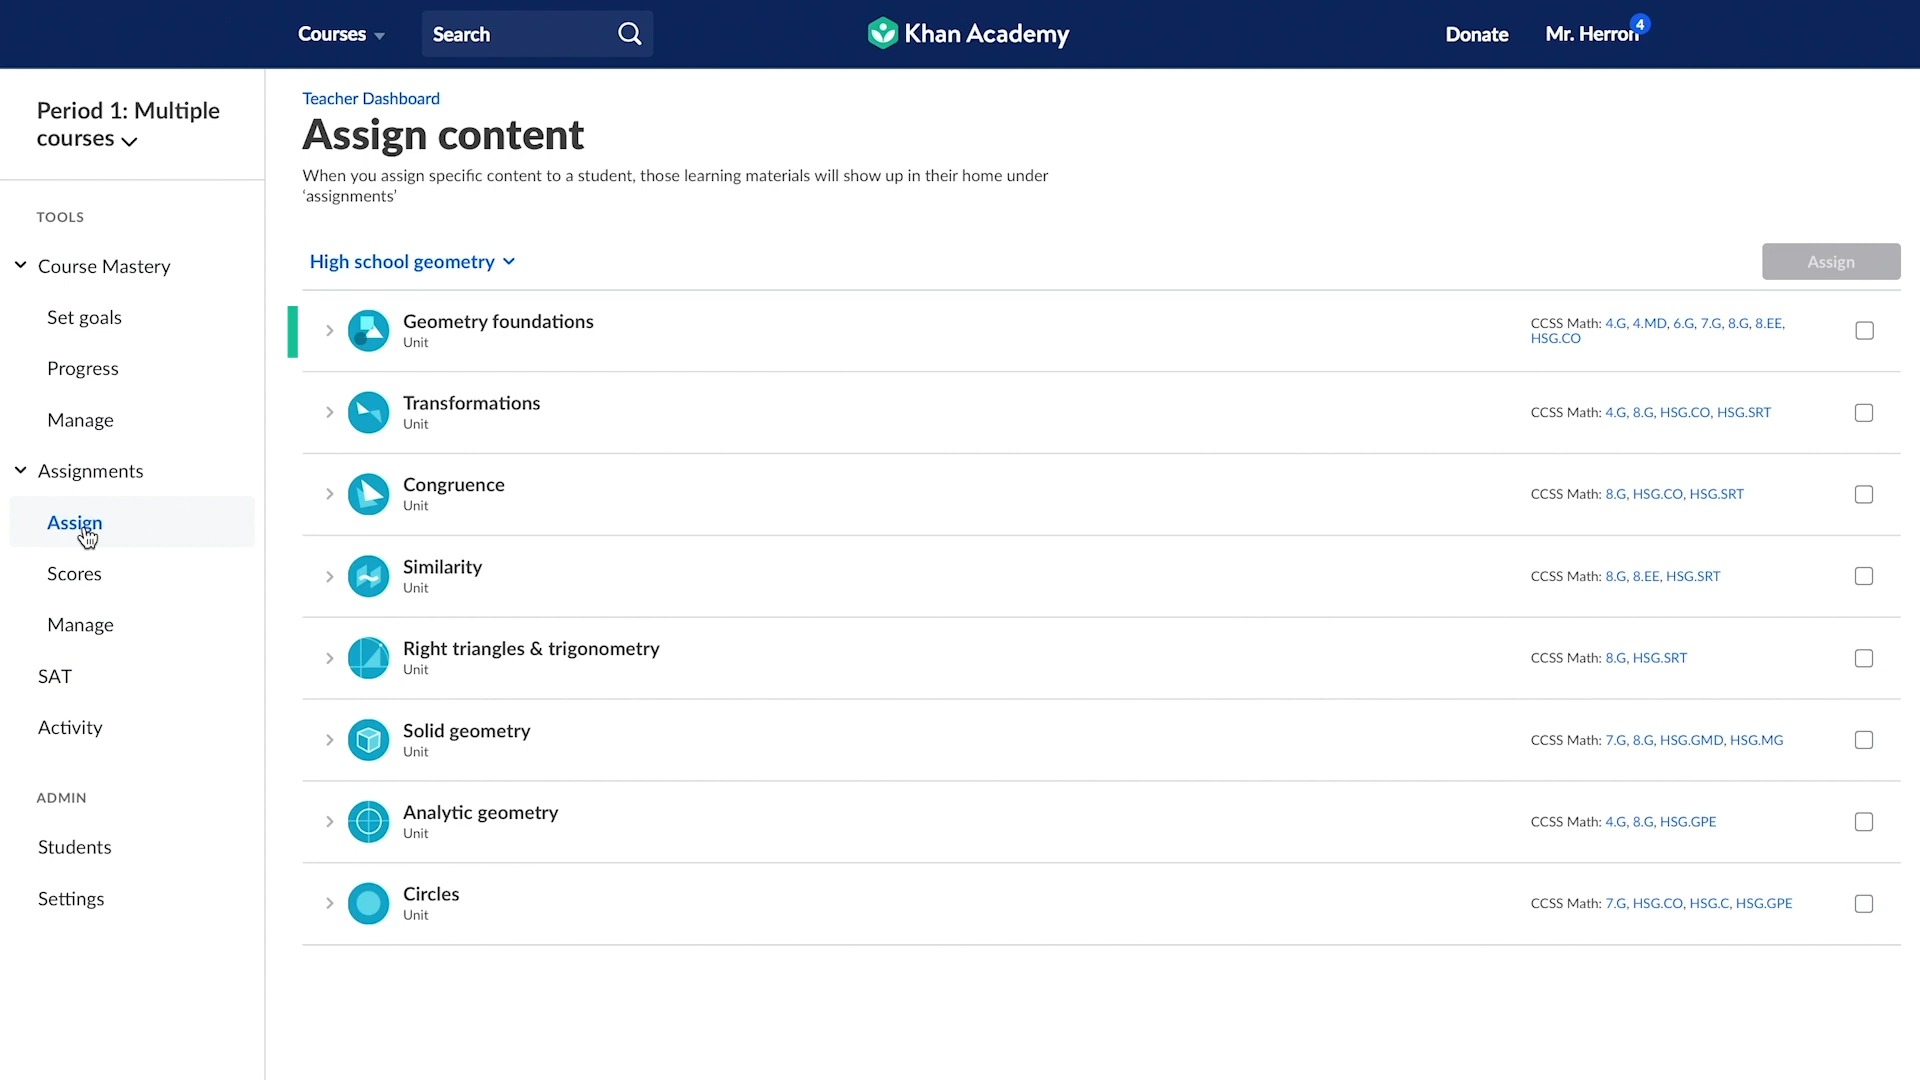 Courses
Search
Khan Academy
Donate
Mr. Herron
4
Period 1: Multiple
courses
TOOLS
Course Mastery
Set goals
Progress
Manage
Assignments
Assign
Scores
Manage
SAT
Activity
ADMIN
Students
Settings
Teacher Dashboard
Assign content
When you assign specific content to a student, those learning materials will show up in their home under
‘assignments’
High school geometry
Assign
Geometry foundations
Unit
CCSS Math: 4.G, 4.MD, 6.G, 7.G, 8.G, 8.EE,
HSG.CO
Transformations
Unit
CCSS Math: 4.G, 8.G, HSG.CO, HSG.SRT
Congruence
Unit
CCSS Math: 8.G, HSG.CO, HSG.SRT
Similarity
Unit
CCSS Math: 8.G, 8.EE, HSG.SRT
Right triangles & trigonometry
Unit
CCSS Math: 8.G, HSG.SRT
Solid geometry
Unit
CCSS Math: 7.G, 8.G, HSG.GMD, HSG.MG
Analytic geometry
Unit
CCSS Math: 4.G, 8.G, HSG.GPE
Circles
Unit
CCSS Math: 7.G, HSG.CO, HSG.C, HSG.GPE